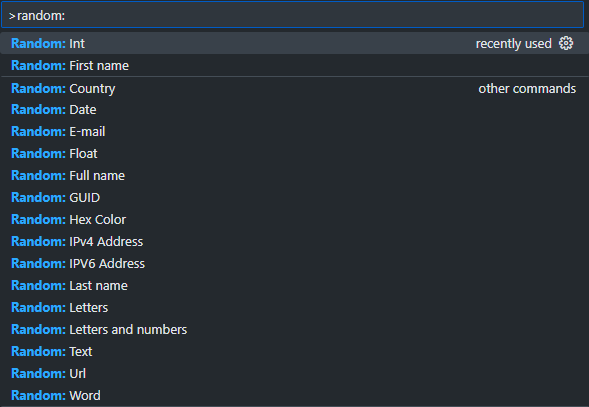 >random:
Random: Int recently used
Random: First name
Random: Country other commands
Random: Date
Random: E-mail
Random: Float
Random: Full name
Random: GUID
Random: Hex Color
Random: IPv4 Address
Random: IPV6 Address
Random: Last name
Random: Letters
Random: Letters and numbers
Random: Text
Random: Url
Random: Word